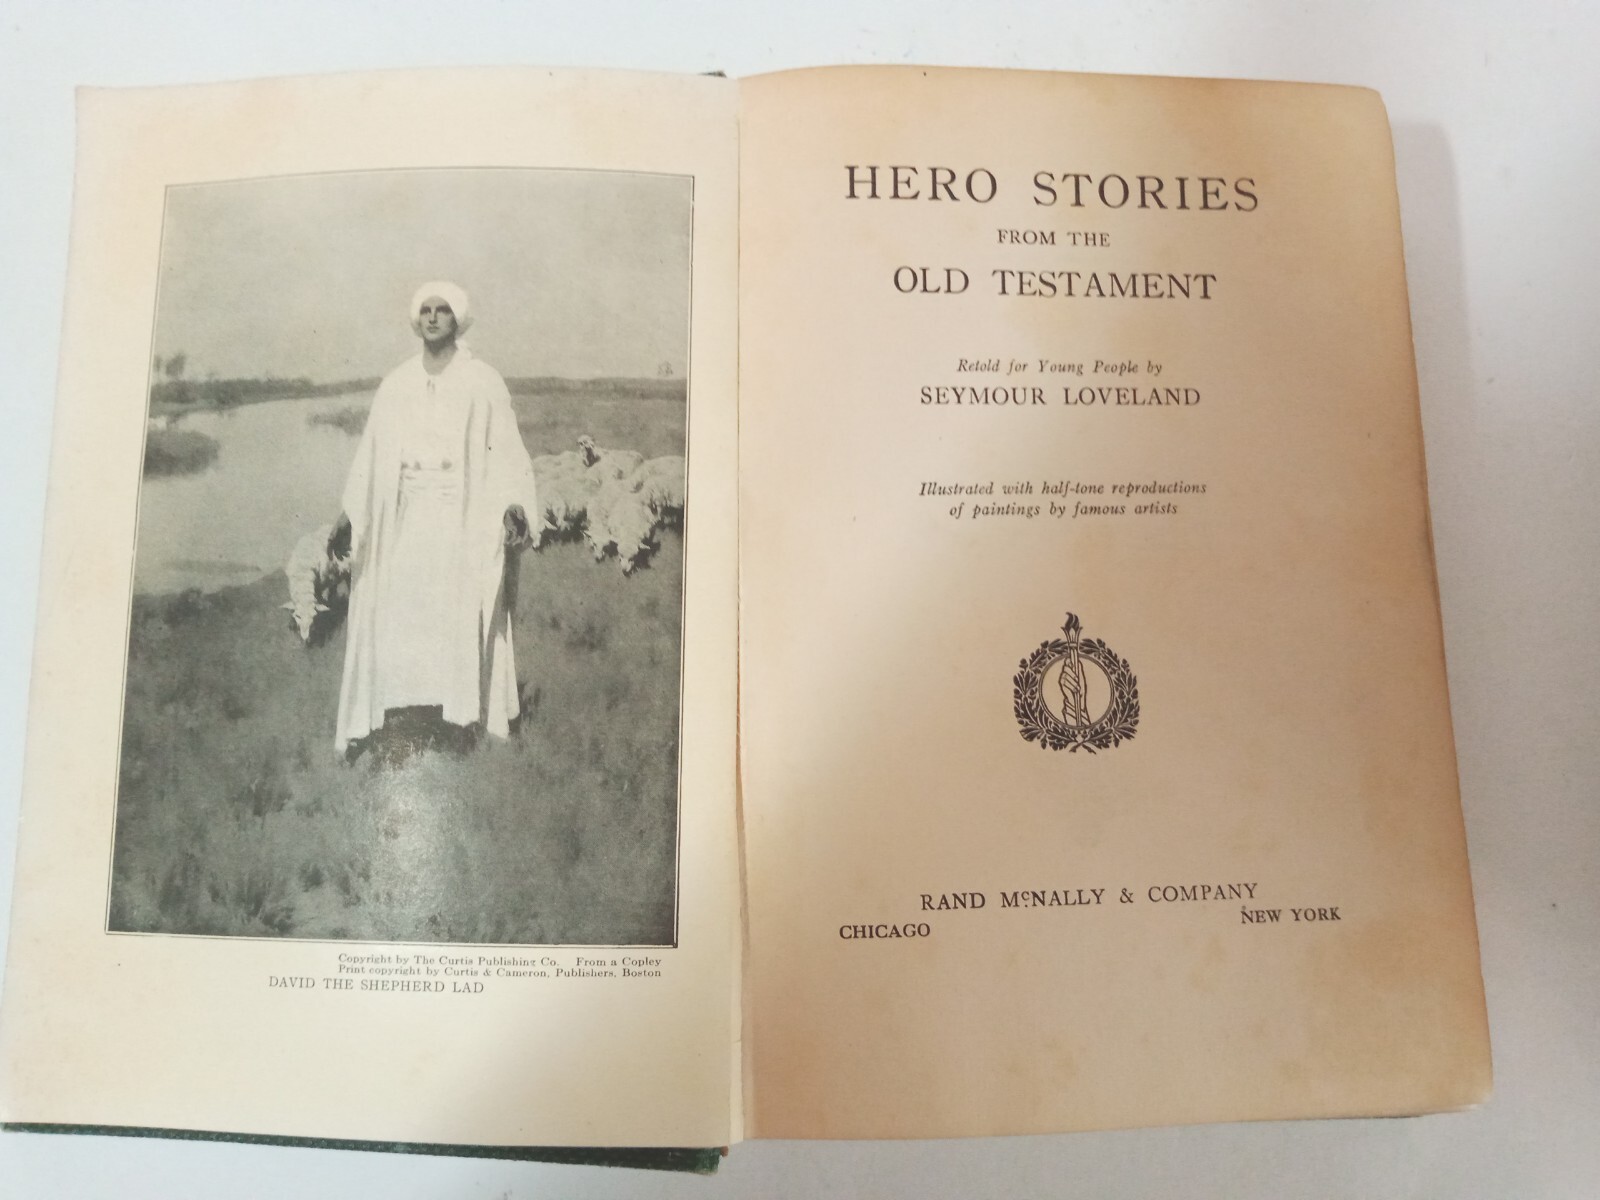 Copyright by The Curtis Publishing Co. From a Copley
Print copyright by Curtis & Cameron, Publishers, Boston
DAVID THE SHEPHERD LAD
HERO STORIES
FROM THE
OLD TESTAMENT
Retold for Young People by
SEYMOUR LOVELAND
Illustrated with half-tone reproductions
of paintings by famous artists
RAND McNALLY & COMPANY
CHICAGO NEW YORK